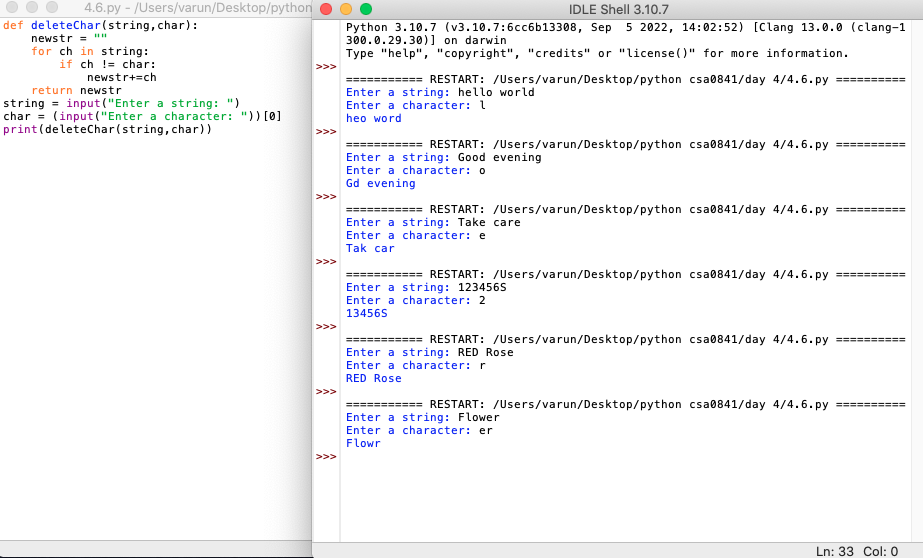 4.6.py - /Users/varun/Desktop/python
def deleteChar(string,char):
    newstr = ""
    for ch in string:
        if ch != char:
            newstr+=ch
    return newstr
string = input("Enter a string: ")
char = (input("Enter a character: "))[0]
print(deleteChar(string,char))
IDLE Shell 3.10.7
Python 3.10.7 (v3.10.7:6cc6b13308, Sep  5 2022, 14:02:52) [Clang 13.0.0 (clang-1
300.0.29.30)] on darwin
Type "help", "copyright", "credits" or "license()" for more information.
>>>
=========== RESTART: /Users/varun/Desktop/python csa0841/day 4/4.6.py ==========
Enter a string: hello world
Enter a character: l
heo word
>>>
=========== RESTART: /Users/varun/Desktop/python csa0841/day 4/4.6.py ==========
Enter a string: Good evening
Enter a character: o
Gd evening
>>>
=========== RESTART: /Users/varun/Desktop/python csa0841/day 4/4.6.py ==========
Enter a string: Take care
Enter a character: e
Tak car
>>>
=========== RESTART: /Users/varun/Desktop/python csa0841/day 4/4.6.py ==========
Enter a string: 123456S
Enter a character: 2
13456S
>>>
=========== RESTART: /Users/varun/Desktop/python csa0841/day 4/4.6.py ==========
Enter a string: RED Rose
Enter a character: r
RED Rose
>>>
=========== RESTART: /Users/varun/Desktop/python csa0841/day 4/4.6.py ==========
Enter a string: Flower
Enter a character: er
Flowr
>>>
Ln: 33  Col: 0